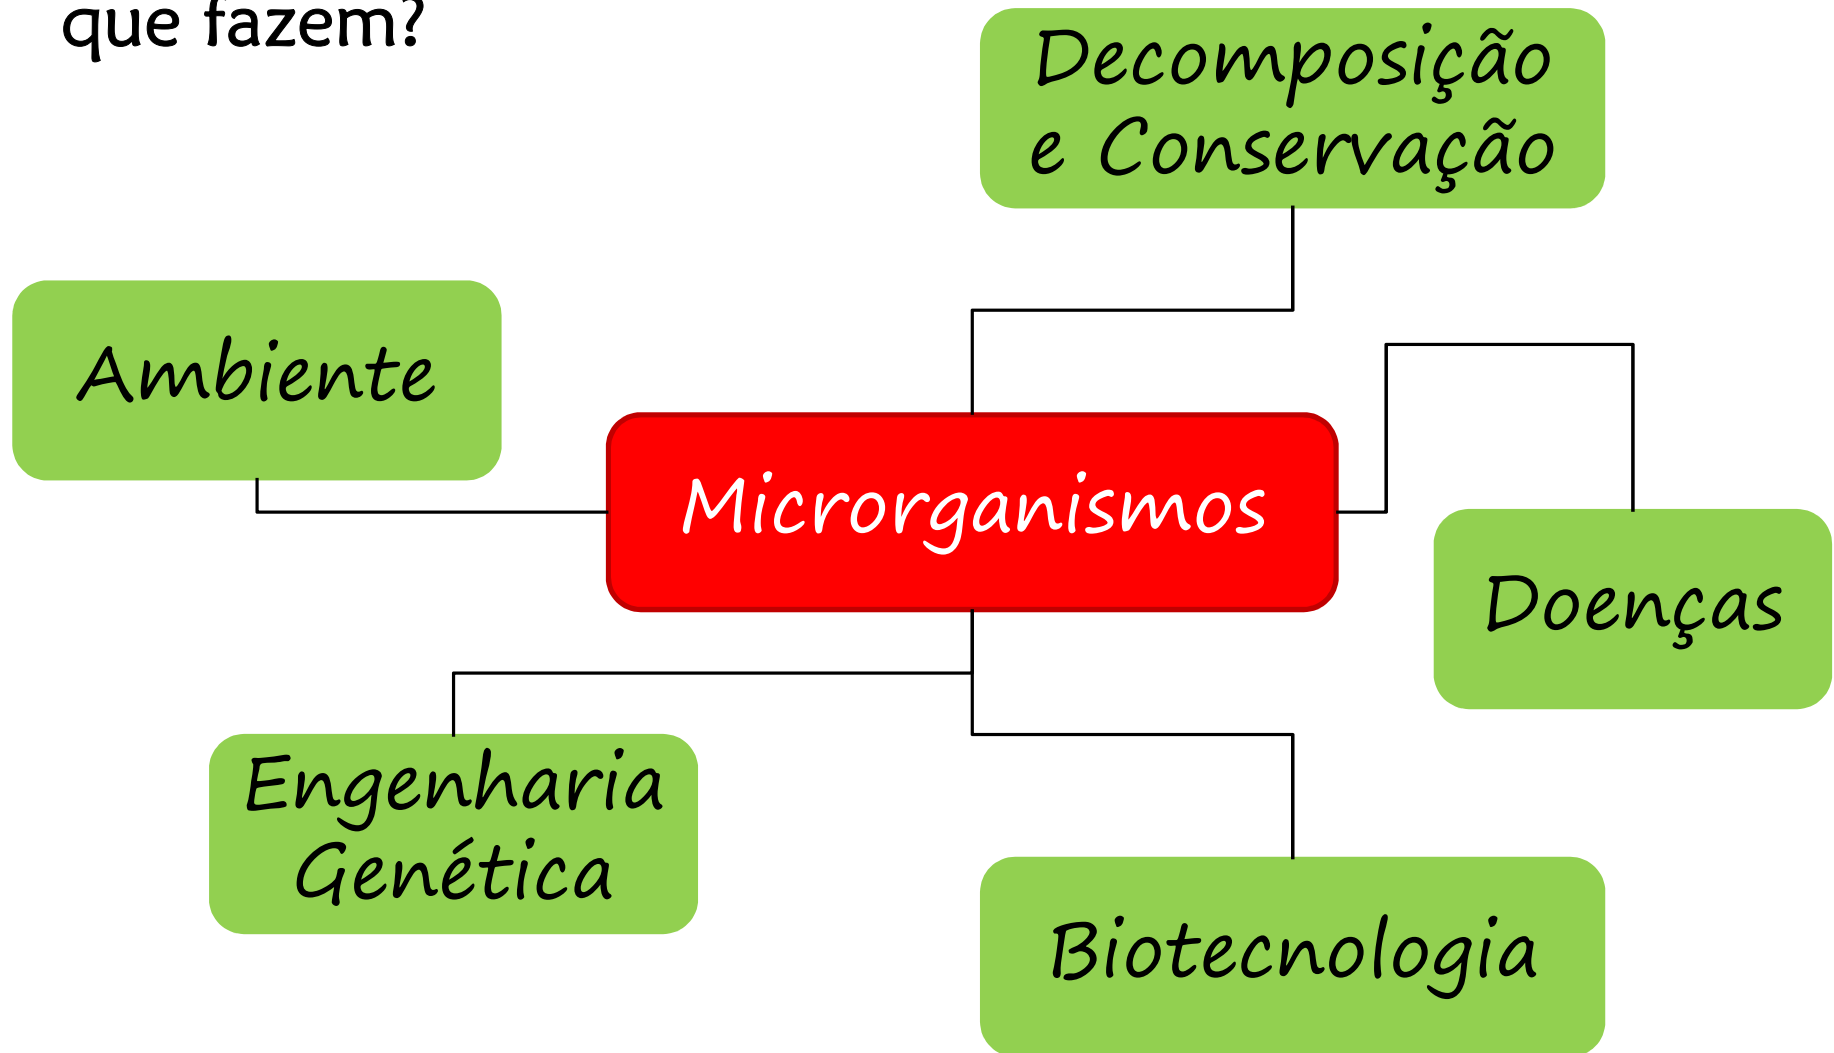 que fazem?
Decomposição
e Conservação
Ambiente
Microrganismos
Doenças
Engenharia
Genética
Biotecnologia